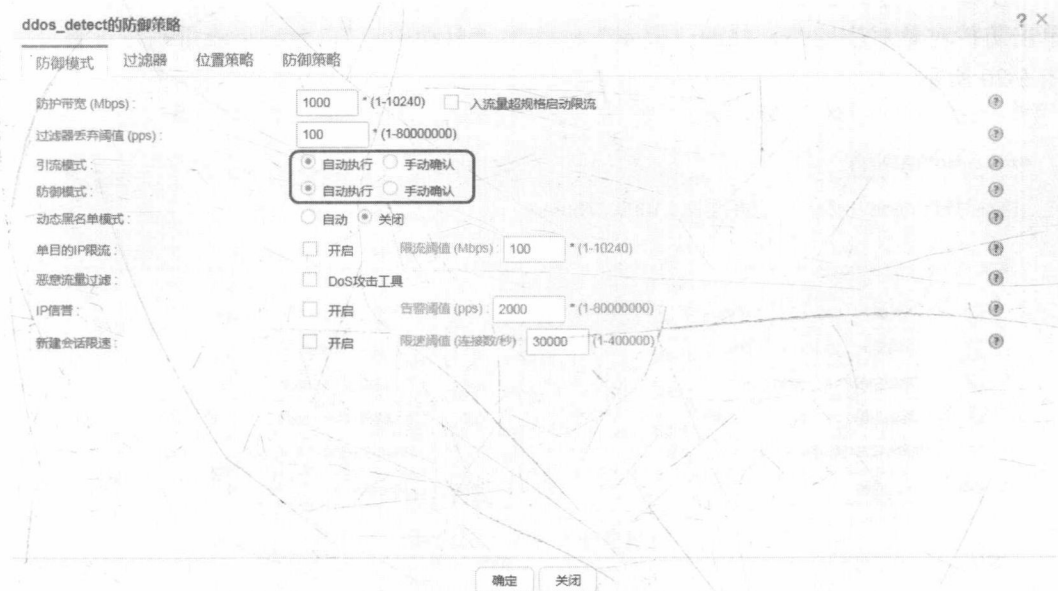 ddos_detect的防御策略 ? ×
防御模式 过滤器 位置策略 防御策略
防护带宽 (Mbps) : 1000 * (1-10240) 入流量超规格启动限流
过滤器丢弃阈值 (pps) : 100 * (1-80000000)
引流模式 : 自动执行 手动确认
防御模式 : 自动执行 手动确认
动态黑名单模式 : 自动 关闭
单目的IP限流 : 开启 限流阈值 (Mbps) : 100 * (1-10240)
恶意流量过滤 : DoS攻击工具
IP信誉 : 开启 告警阈值 (pps) : 2000 * (1-80000000)
新建会话限速 : 开启 限速阈值 (连接数/秒) : 30000 (1-400000)
确定 关闭